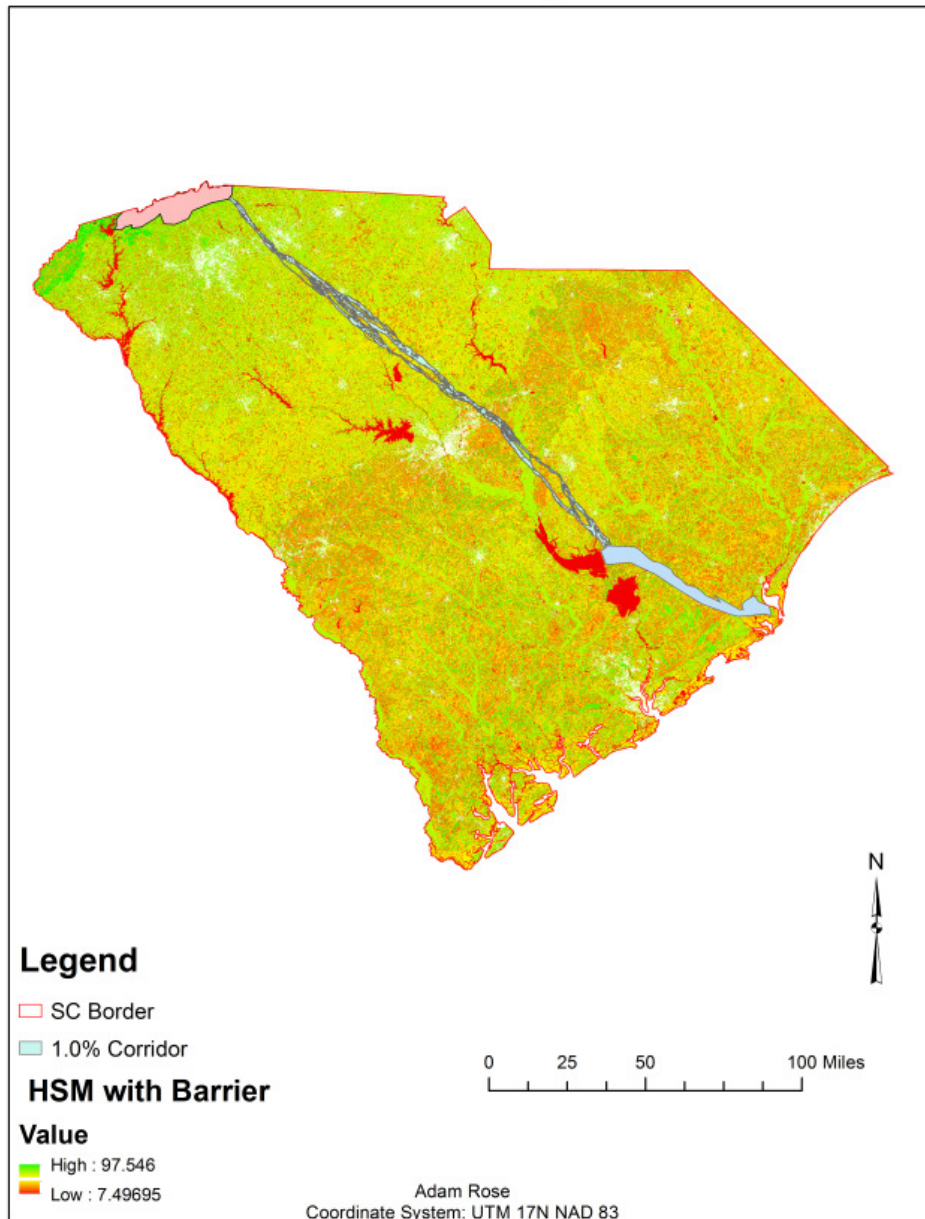 N
Legend
SC Border
1.0% Corridor
HSM with Barrier
Value
High : 97.546
Low : 7.49695
0 25 50 100 Miles
Adam Rose
Coordinate System: UTM 17N NAD 83